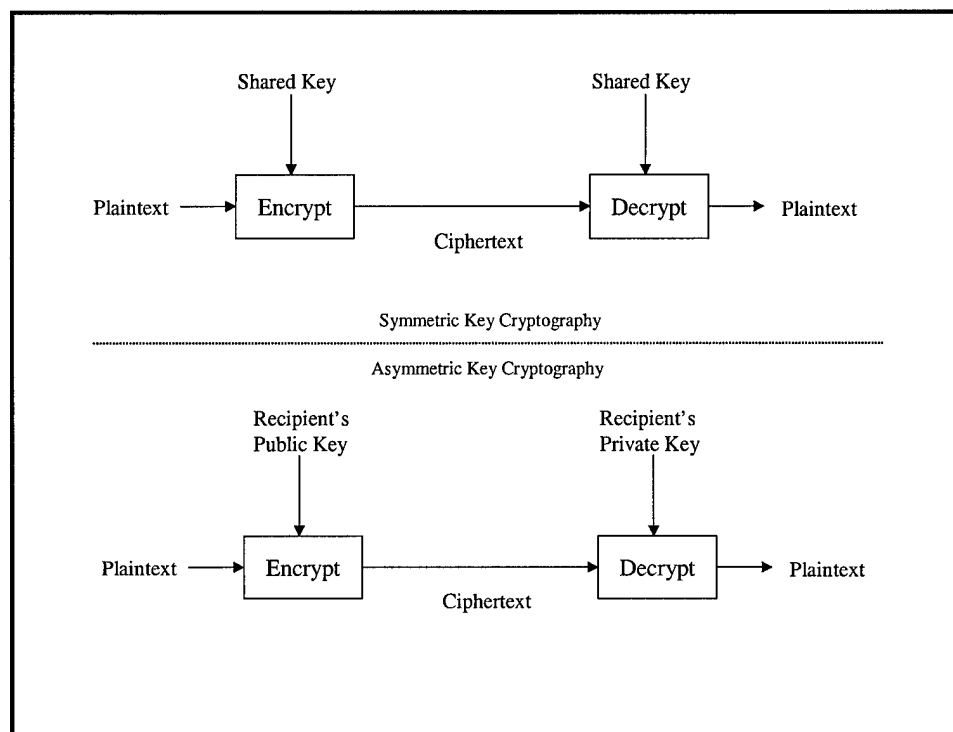 Shared Key
Shared Key
Plaintext
Encrypt
Decrypt
Plaintext
Ciphertext
Symmetric Key Cryptography
Asymmetric Key Cryptography
Recipient's
Public Key
Recipient's
Private Key
Plaintext
Encrypt
Decrypt
Plaintext
Ciphertext